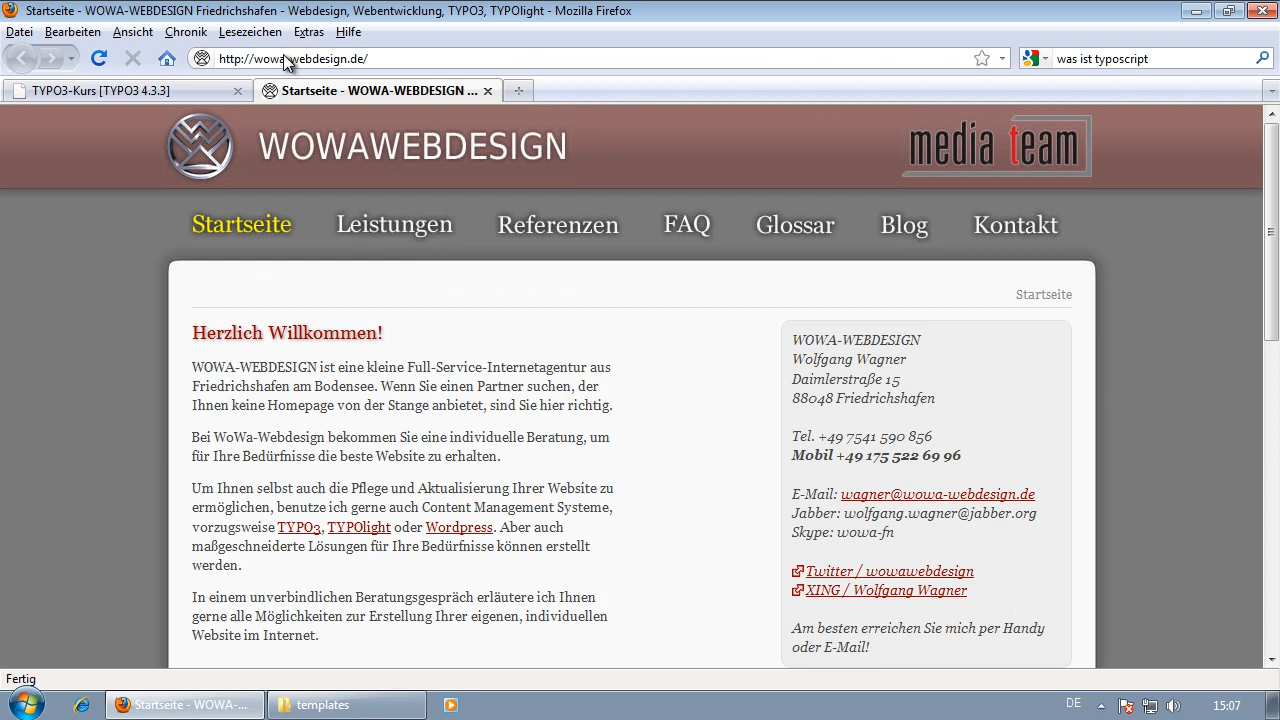 Startseite - WOWA-WEBDESIGN Friedrichshafen - Webdesign, Webentwicklung, TYPO3, TYPOlight - Mozilla Firefox
Datei Bearbeiten Ansicht Chronik Lesezeichen Extras Hilfe
http://wowa-webdesign.de/ was ist typoscript
TYPO3-Kurs [TYPO3 4.3.3] Startseite - WOWA-WEBDESIGN ...
WOWAWEBDESIGN media team
Startseite Leistungen Referenzen FAQ Glossar Blog Kontakt
Startseite
Herzlich Willkommen!
WOWA-WEBDESIGN ist eine kleine Full-Service-Internetagentur aus
Friedrichshafen am Bodensee. Wenn Sie einen Partner suchen, der
Ihnen keine Homepage von der Stange anbietet, sind Sie hier richtig.
Bei WoWa-Webdesign bekommen Sie eine individuelle Beratung, um
für Ihre Bedürfnisse die beste Website zu erhalten.
Um Ihnen selbst auch die Pflege und Aktualisierung Ihrer Website zu
ermöglichen, benutze ich gerne auch Content Management Systeme,
vorzugsweise TYPO3, TYPOlight oder Wordpress. Aber auch
maßgeschneiderte Lösungen für Ihre Bedürfnisse können erstellt
werden.
In einem unverbindlichen Beratungsgespräch erläutere ich Ihnen
gerne alle Möglichkeiten zur Erstellung Ihrer eigenen, individuellen
Website im Internet.
WOWA-WEBDESIGN
Wolfgang Wagner
Daimlerstraße 15
88048 Friedrichshafen
Tel. +49 7541 590 856
Mobil +49 175 522 69 96
E-Mail: wagner@wowa-webdesign.de
Jabber: wolfgang.wagner@jabber.org
Skype: wowa-fn
Twitter / wowawebdesign
XING / Wolfgang Wagner
Am besten erreichen Sie mich per Handy
oder E-Mail!
Fertig
Startseite - WOWA-... templates DE 15:07